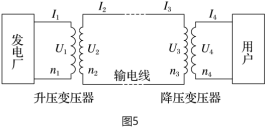 I₁ I₂ I₃ I₄
发电厂 U₁ U₂ U₃ U₄ 用户
n₁ n₂ 输电线 n₃ n₄
升压变压器 降压变压器
图5